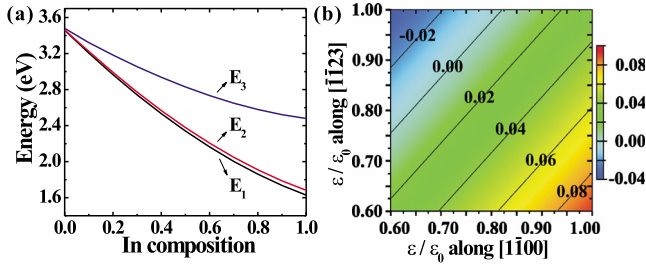 (a)
3.6
3.0
2.4
1.8
Energy (eV)
E3
E2
E1
0.0 0.2 0.4 0.6 0.8 1.0
In composition
(b)
1.00
0.90
0.80
0.70
0.60
ε/ε0 along [1̄1̄23]
-0.02
0.00
0.02
0.04
0.06
0.08
0.60 0.70 0.80 0.90 1.00
ε/ε0 along [11̄00]
0.08
0.04
0.00
-0.04